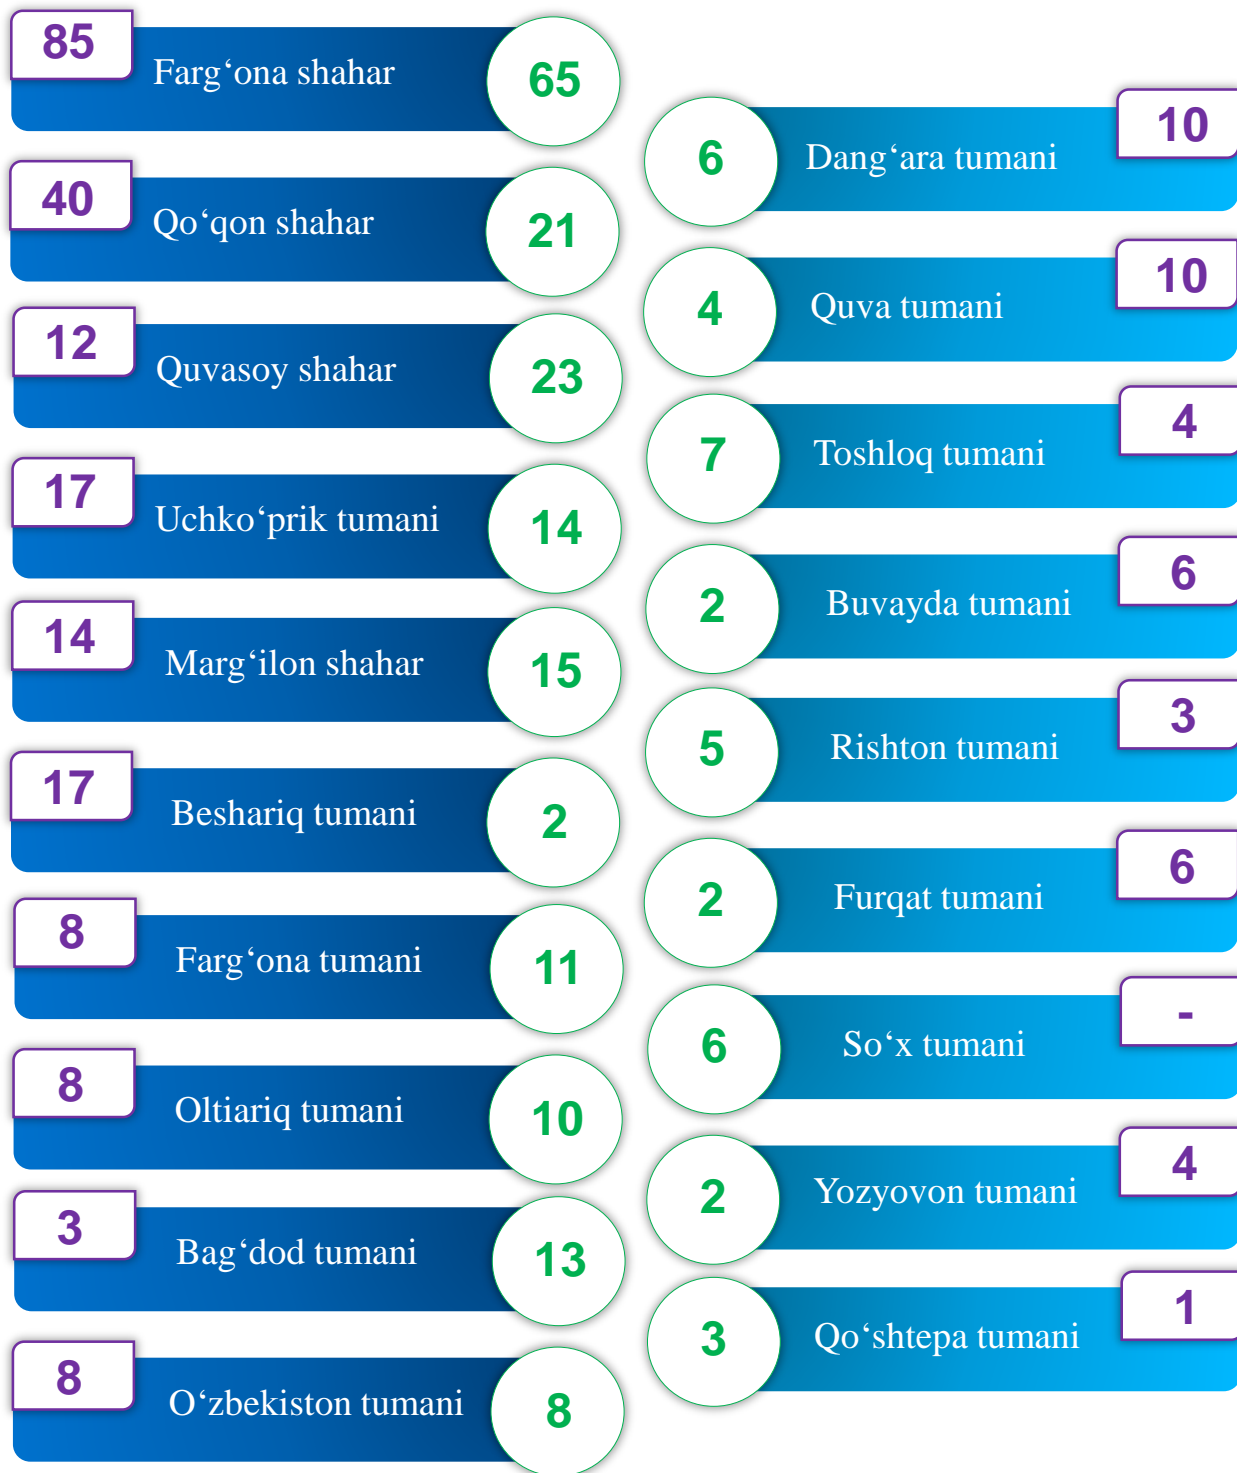 85
Farg‘ona shahar
65
40
Qo‘qon shahar
21
12
Quvasoy shahar
23
17
Uchko‘prik tumani
14
14
Marg‘ilon shahar
15
17
Beshariq tumani
2
8
Farg‘ona tumani
11
8
Oltiariq tumani
10
3
Bag‘dod tumani
13
8
O‘zbekiston tumani
8
6
Dang‘ara tumani
10
4
Quva tumani
10
7
Toshloq tumani
4
2
Buvayda tumani
6
5
Rishton tumani
3
2
Furqat tumani
6
6
So‘x tumani
-
2
Yozyovon tumani
4
3
Qo‘shtepa tumani
1